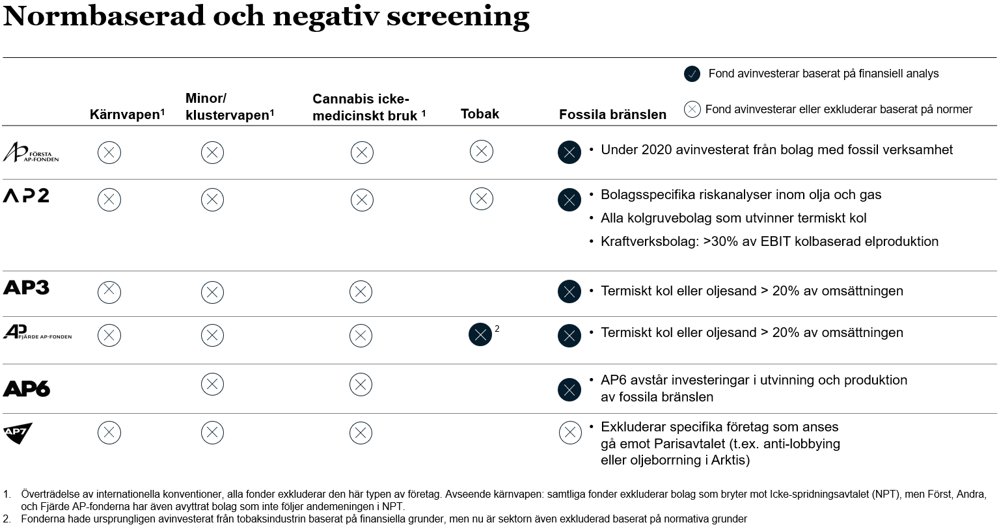 Normbaserad och negativ screening
Fond avinvesterar baserat på finansiell analys
Fond avinvesterar eller exkluderar baserat på normer
Kärnvapen1
Minor/
klustervapen1
Cannabis icke-
medicinskt bruk 1
Tobak
Fossila bränslen
AP FÖRSTA
AP-FONDEN
• Under 2020 avinvesterat från bolag med fossil verksamhet
AP2
• Bolagsspecifika riskanalyser inom olja och gas
• Alla kolgruvebolag som utvinner termiskt kol
• Kraftverksbolag: >30% av EBIT kolbaserad elproduktion
AP3
• Termiskt kol eller oljesand > 20% av omsättningen
AP FJÄRDE AP-FONDEN
2
• Termiskt kol eller oljesand > 20% av omsättningen
AP6
• AP6 avstår investeringar i utvinning och produktion
av fossila bränslen
AP7
• Exkluderar specifika företag som anses
gå emot Parisavtalet (t.ex. anti-lobbying
eller oljeborrning i Arktis)
1. Överträdelse av internationella konventioner, alla fonder exkluderar den här typen av företag. Avseende kärnvapen: samtliga fonder exkluderar bolag som bryter mot Icke-spridningsavtalet (NPT), men Först, Andra,
och Fjärde AP-fonderna har även avyttrat bolag som inte följer andemeningen i NPT.
2. Fonderna hade ursprungligen avinvesterat från tobaksindustrin baserat på finansiella grunder, men nu är sektorn även exkluderad baserat på normativa grunder